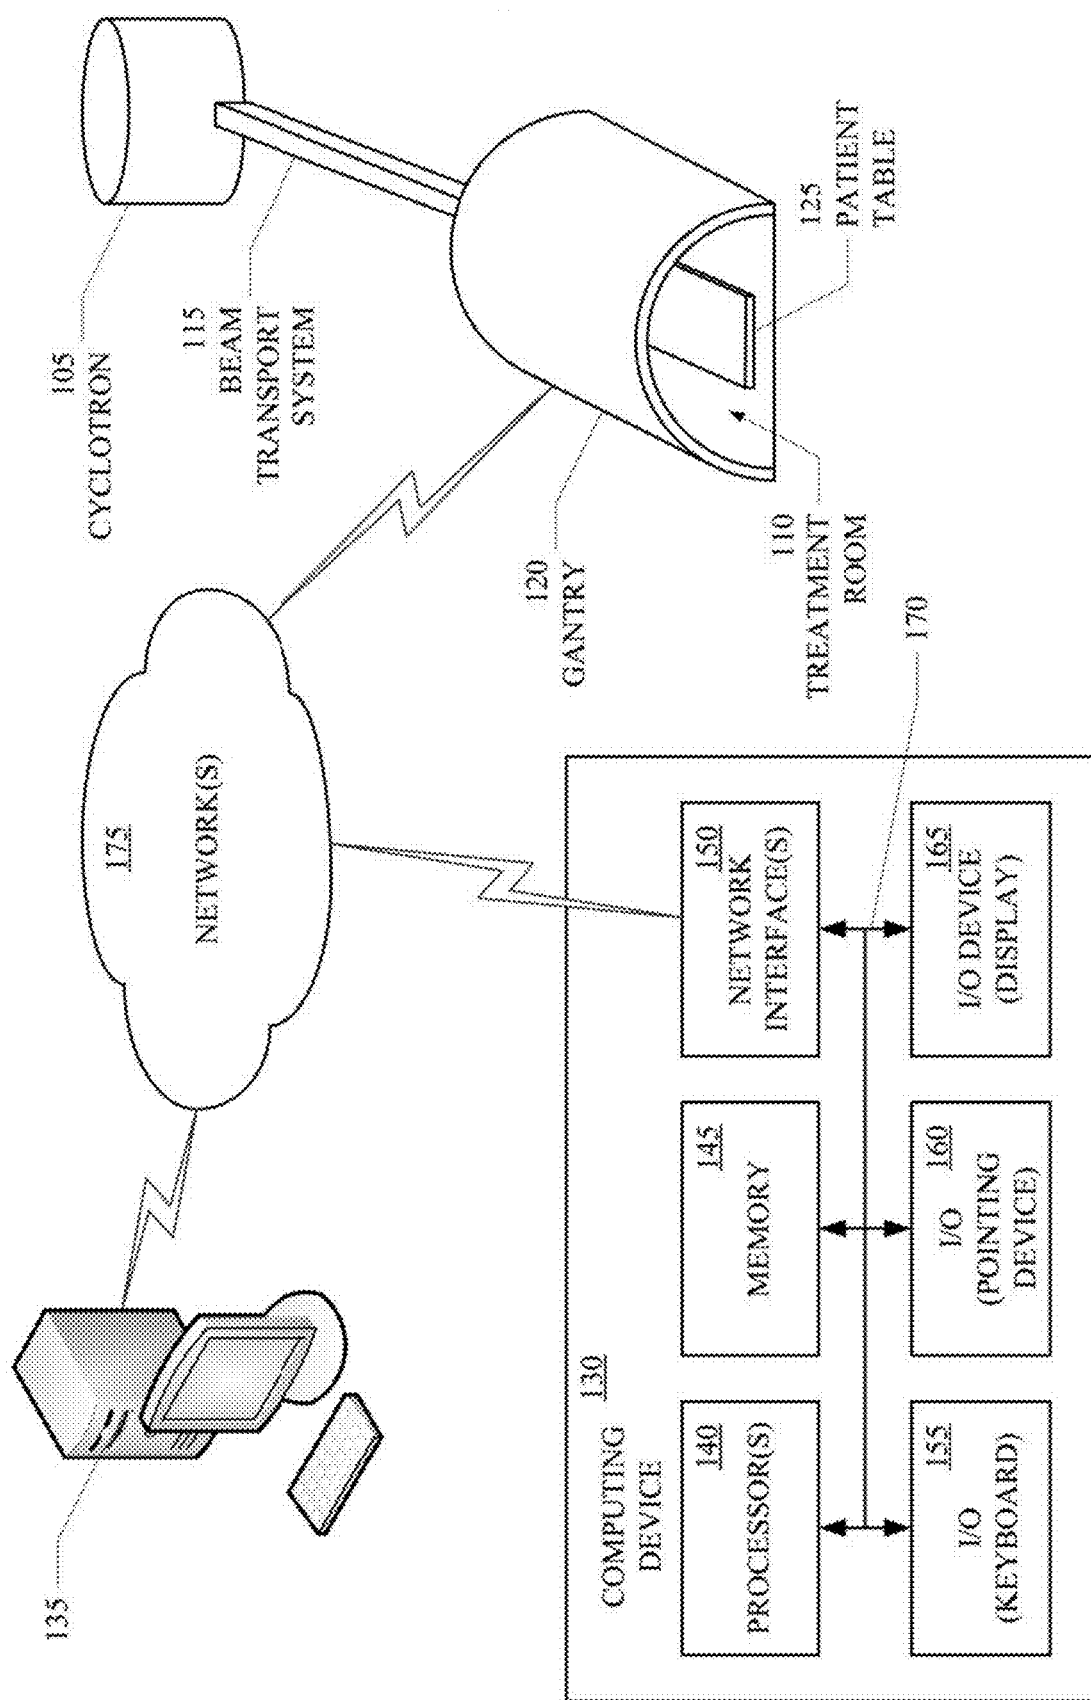 135
175
NETWORK(S)
105
CYCLOTRON
115
BEAM
TRANSPORT
SYSTEM
120
GANTRY
110
TREATMENT
ROOM
125
PATIENT
TABLE
COMPUTING
DEVICE
130
140
PROCESSOR(S)
145
MEMORY
150
NETWORK
INTERFACE(S)
170
155
I/O
(KEYBOARD)
160
I/O
(POINTING
DEVICE)
165
I/O DEVICE
(DISPLAY)